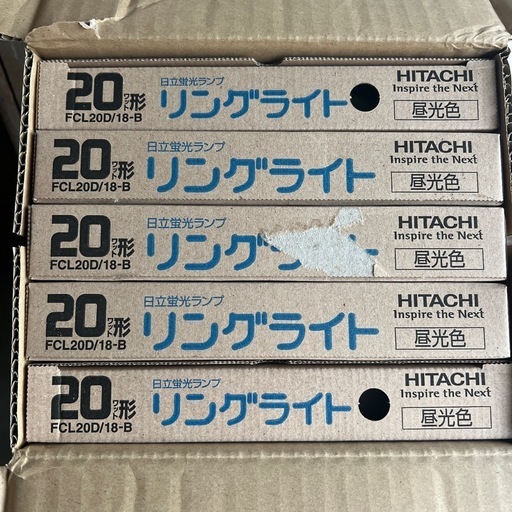 20ワット形
FCL20D/18-B
日立蛍光ランプ
リングライト
HITACHI
Inspire the Next
昼光色
20ワット形
FCL20D/18-B
日立蛍光ランプ
リングライト
HITACHI
Inspire the Next
昼光色
20ワット形
FCL20D/18-B
日立蛍光ランプ
リングライト
HITACHI
Inspire the Next
昼光色
20ワット形
FCL20D/18-B
日立蛍光ランプ
リングライト
HITACHI
Inspire the Next
昼光色
20ワット形
FCL20D/18-B
日立蛍光ランプ
リングライト
HITACHI
Inspire the Next
昼光色